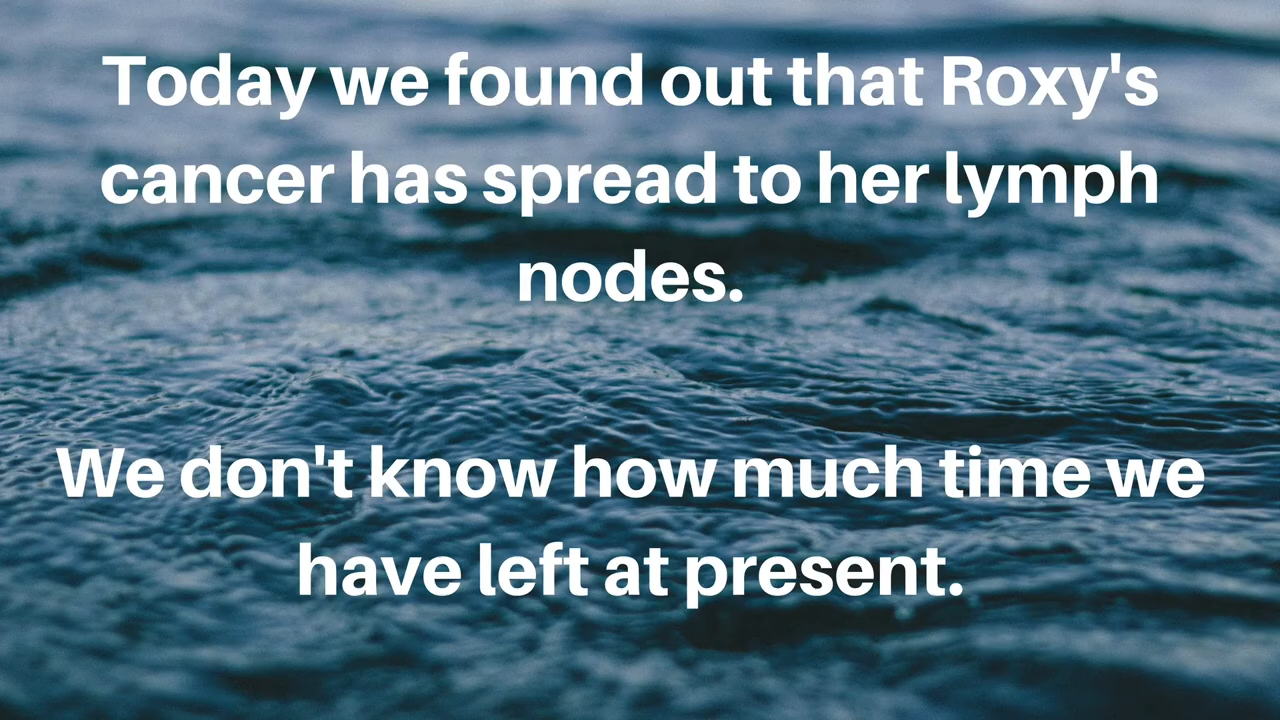 Today we found out that Roxy's
cancer has spread to her lymph
nodes.
We don't know how much time we
have left at present.